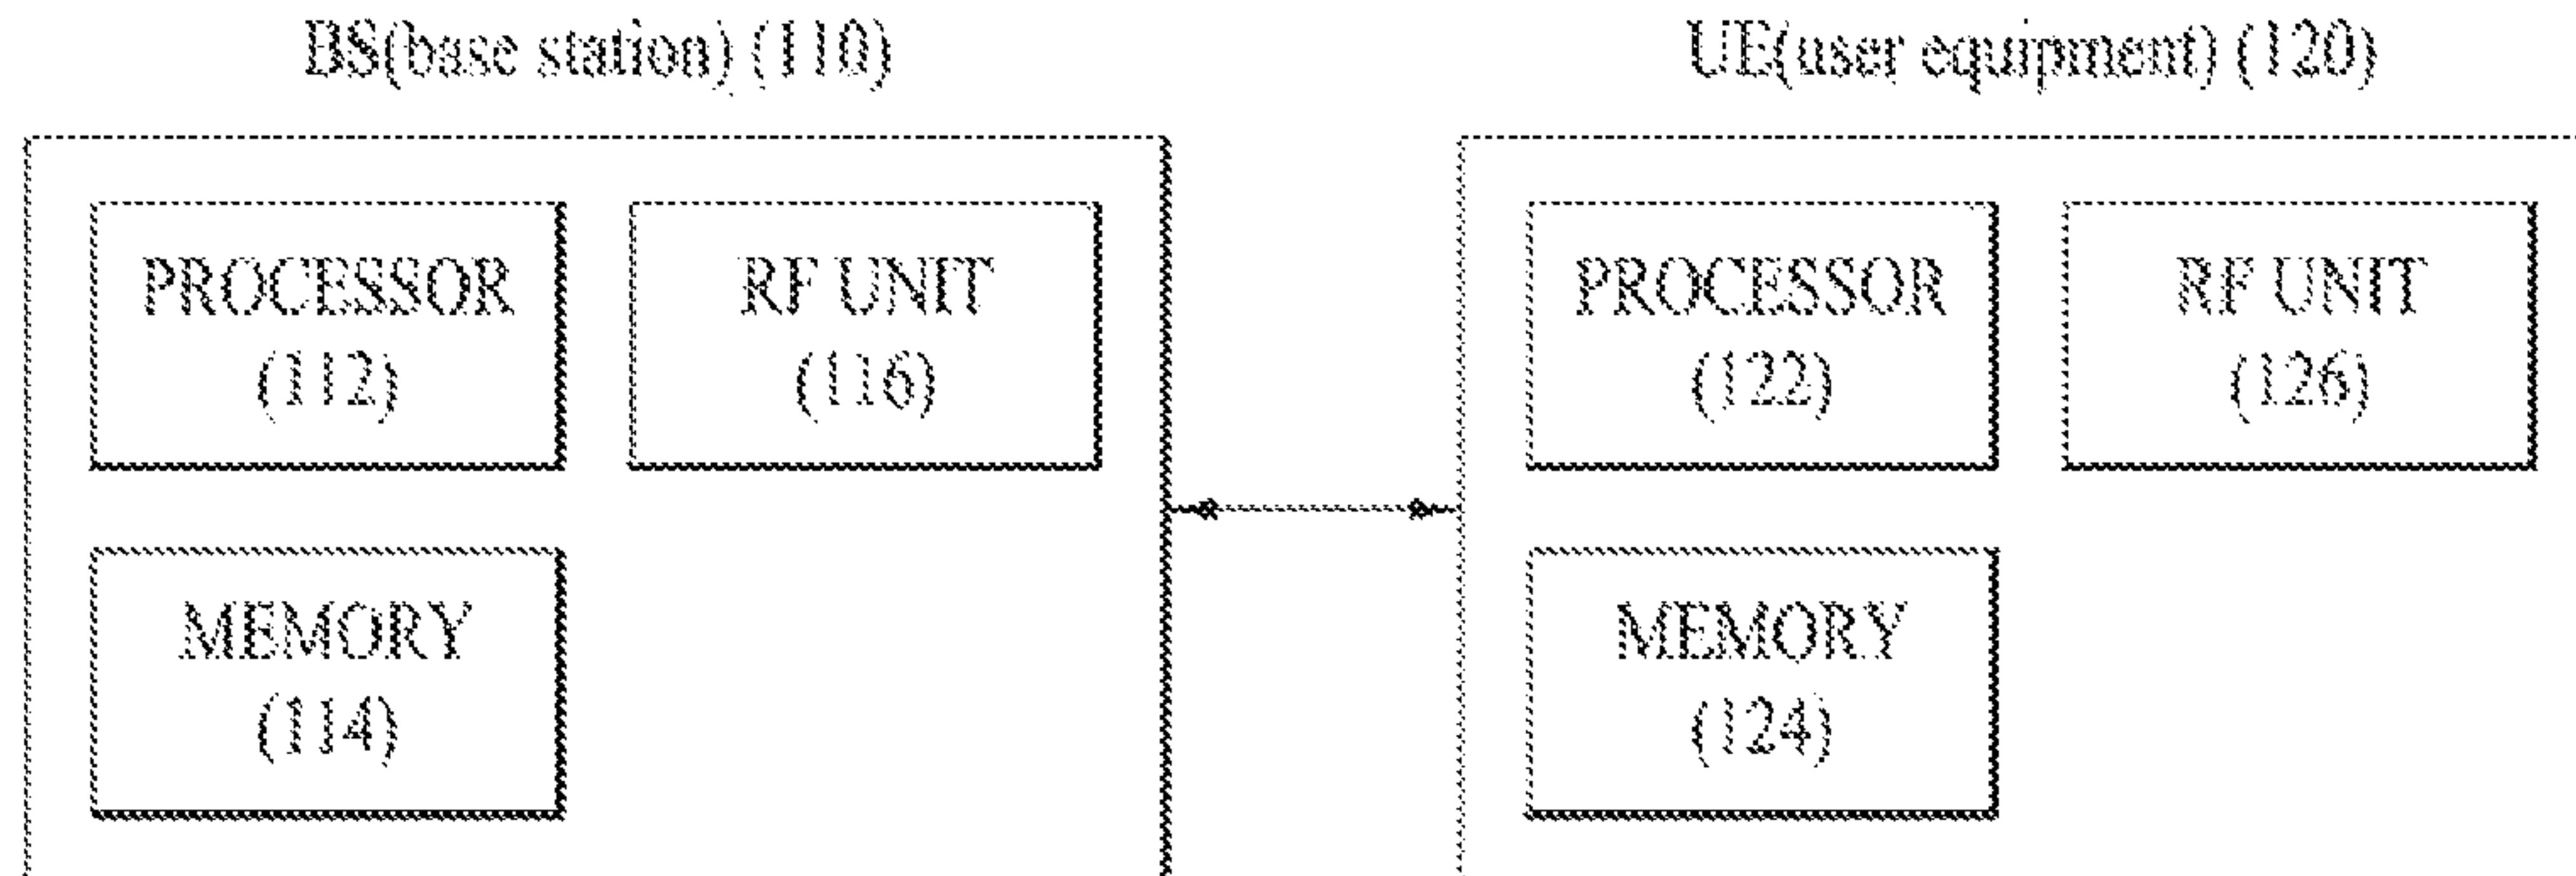 BS(base station) (110)
UE(user equipment) (120)
PROCESSOR
(112)
RF UNIT
(116)
PROCESSOR
(122)
RF UNIT
(126)
MEMORY
(114)
MEMORY
(124)